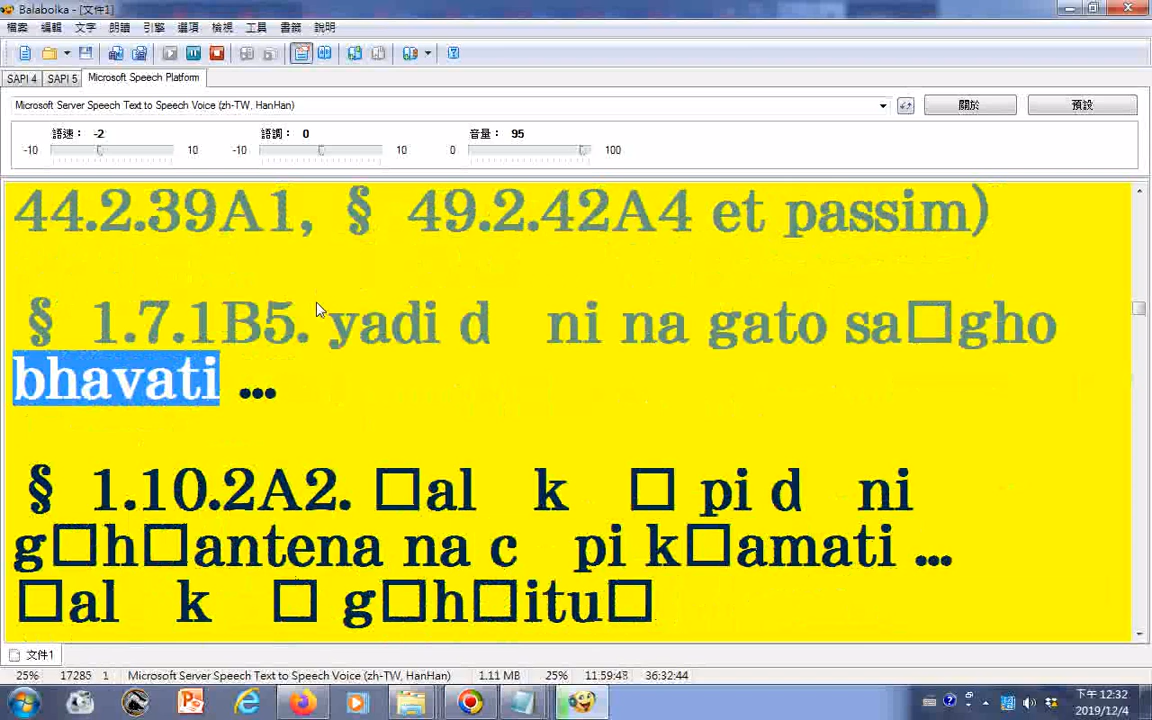 Balabolka - [文件1]
檔案 編輯 文字 朗讀 引擎 選項 檢視 工具 書籤 說明
SAPI 4 SAPI 5 Microsoft Speech Platform
Microsoft Server Speech Text to Speech Voice (zh-TW, HanHan) 關於 預設
語速： -2 語調： 0 音量： 95
-10 10 -10 10 0 100
44.2.39A1, § 49.2.42A4 et passim)
§ 1.7.1B5. yadi d ni na gato sa□gho
bhavati ...
§ 1.10.2A2. □al k □ pi d ni
g□h□antena na c pi k□amati ...
□al k □ g□h□itu□
文件1
25% 17285 1 Microsoft Server Speech Text to Speech Voice (zh-TW, HanHan) 1.11 MB 25% 11:59:48 36:32:44
下午 12:32
2019/12/4